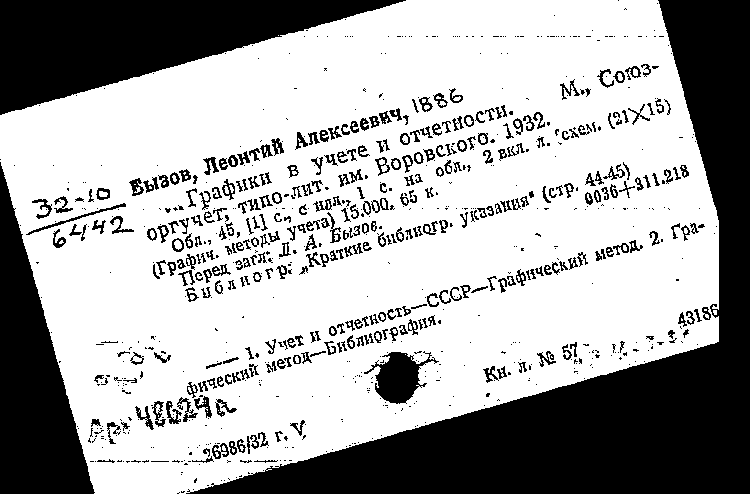 32-10
6442
Бызов, Леонтий Алексеевич, 1886
...Графики в учете и отчетности. М., Союз-
оргучет, типо-лит. им. Воровского. 1932.
Обл., 45, [1] с., с илл., 1 с. на обл., 2 вкл. л. схем. (21×15)
(Графич. методы учета) 15.000. 65 к.
Перед загл.: Л. А. Бызов.
Библиогр.: „Краткие библиогр. указания" (стр. 44-45)
0036+311.218
—— 1. Учет и отчетность—СССР—Графический метод. 2. Гра-
фический метод—Библиография.
43186
Кн. л. № 57
Арх 48624а
26986/32 г. V